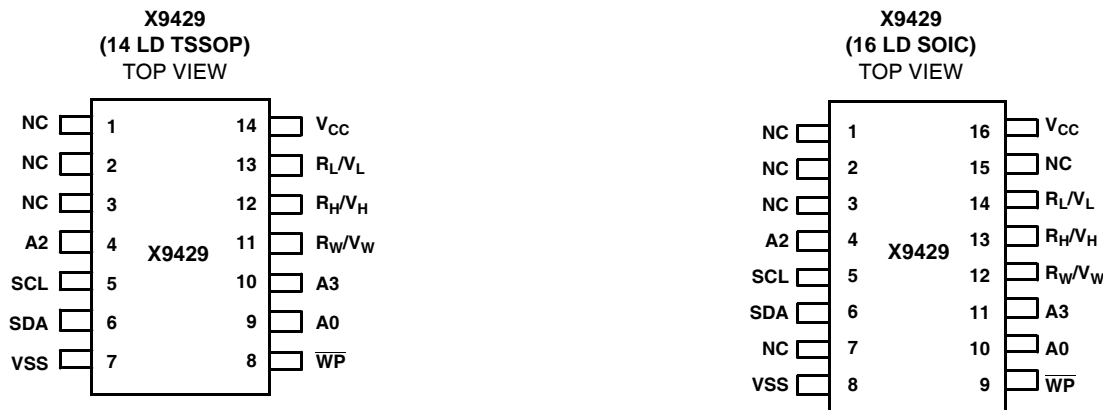 X9429
(14 LD TSSOP)
TOP VIEW
NC 1 14 VCC
NC 2 13 RL/VL
NC 3 12 RH/VH
A2 4 11 RW/VW
X9429
SCL 5 10 A3
SDA 6 9 A0
VSS 7 8 W̅P̅
X9429
(16 LD SOIC)
TOP VIEW
NC 1 16 VCC
NC 2 15 NC
NC 3 14 RL/VL
A2 4 13 RH/VH
X9429
SCL 5 12 RW/VW
SDA 6 11 A3
NC 7 10 A0
VSS 8 9 W̅P̅